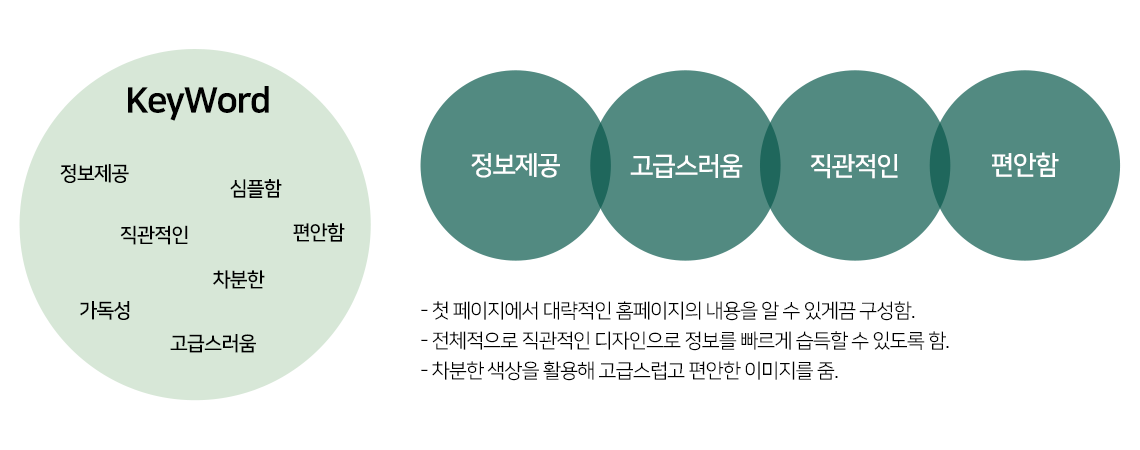 KeyWord
정보제공
심플함
직관적인
편안함
차분한
가독성
고급스러움
정보제공
고급스러움
직관적인
편안함
- 첫 페이지에서 대략적인 홈페이지의 내용을 알 수 있게끔 구성함.
- 전체적으로 직관적인 디자인으로 정보를 빠르게 습득할 수 있도록 함.
- 차분한 색상을 활용해 고급스럽고 편안한 이미지를 줌.